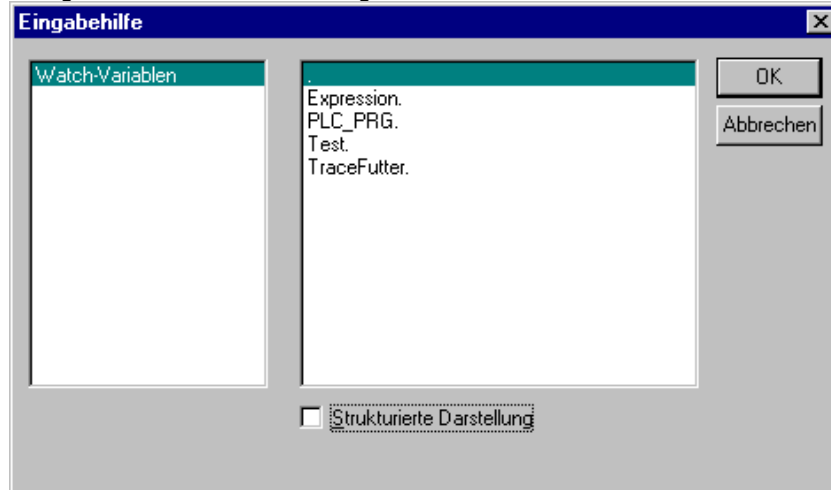 Eingabehilfe
Watch-Variablen
.
Expression.
PLC_PRG.
Test.
TraceFutter.
OK
Abbrechen
Strukturierte Darstellung